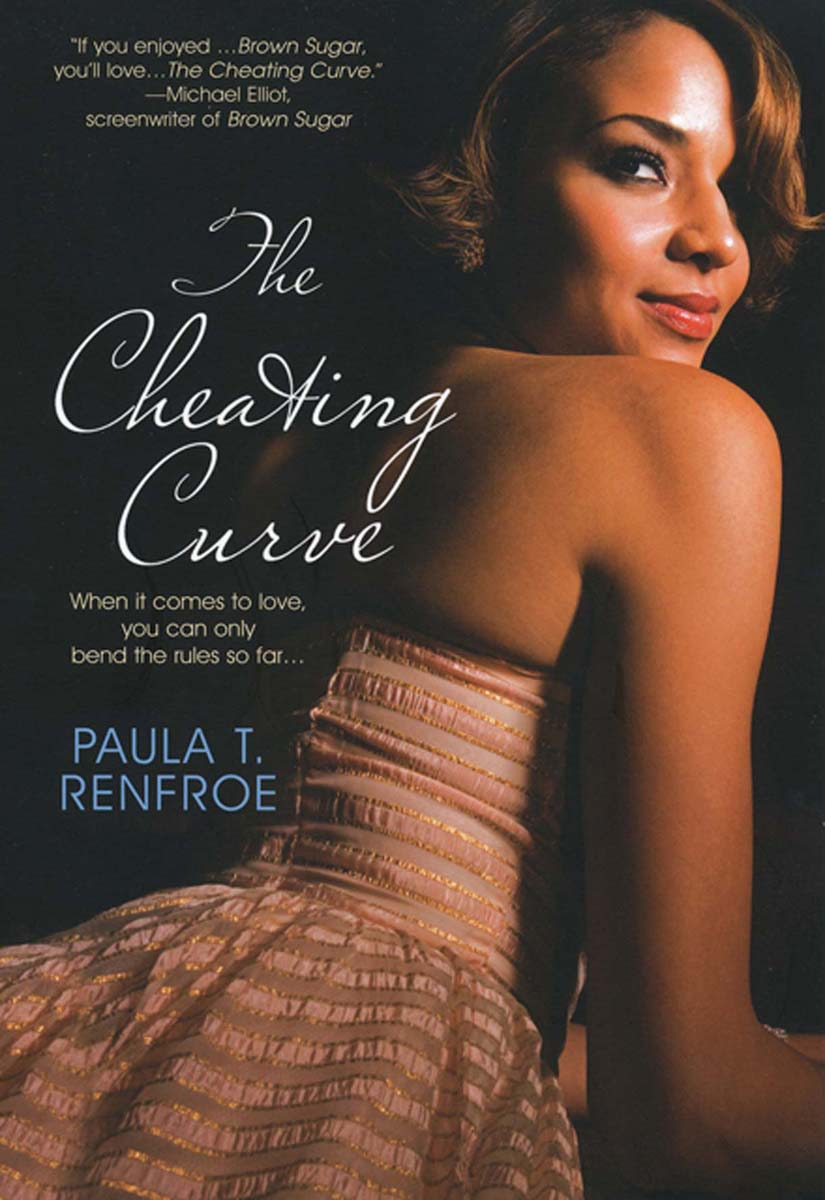 “If you enjoyed ...Brown Sugar,
you’ll love...The Cheating Curve.”
—Michael Elliot,
screenwriter of Brown Sugar
The
Cheating
Curve
When it comes to love,
you can only
bend the rules so far...
PAULA T.
RENFROE